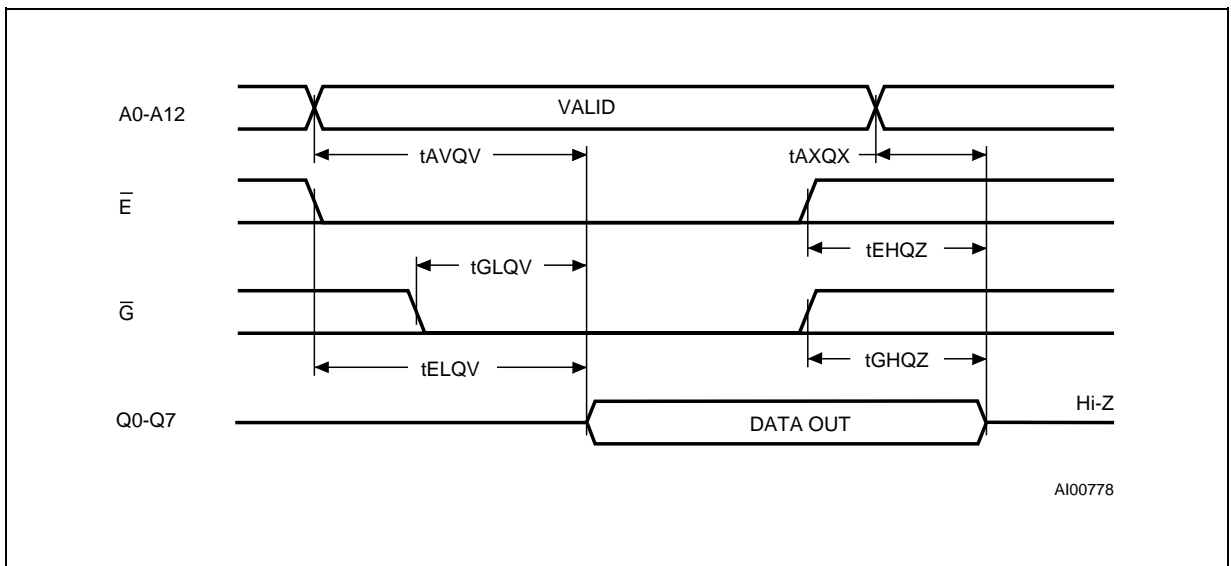 A0-A12
VALID
tAVQV
tAXQX
E̅
tEHQZ
tGLQV
G̅
tGHQZ
tELQV
Hi-Z
Q0-Q7
DATA OUT
AI00778